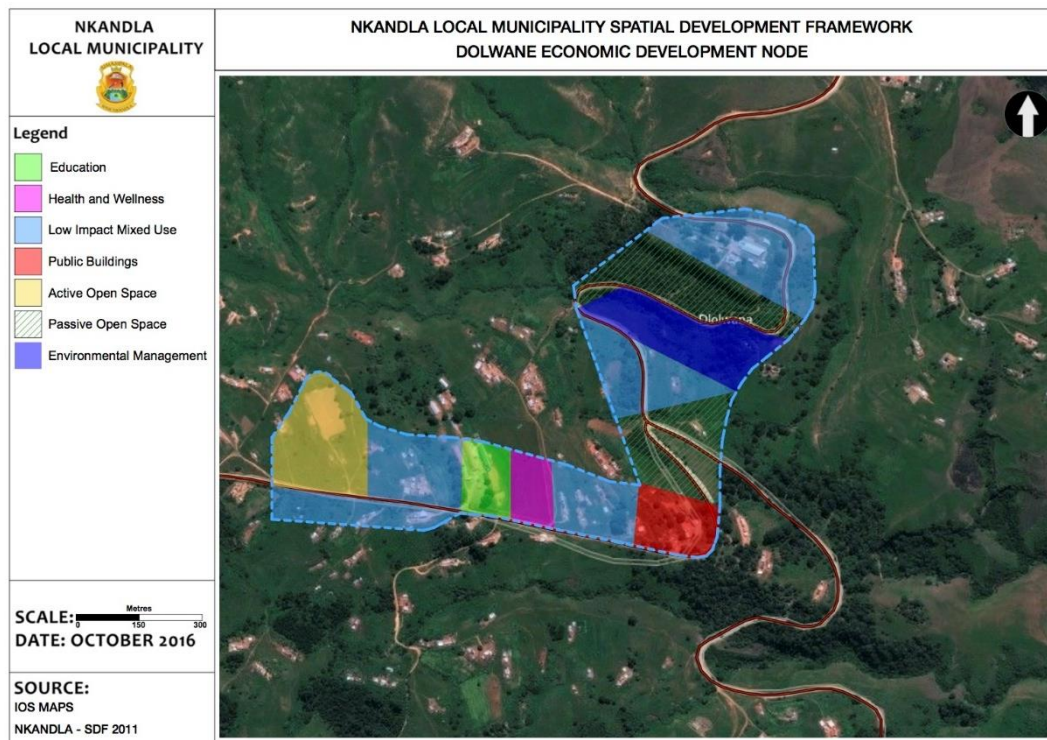 NKANDLA
LOCAL MUNICIPALITY
NKANDLA LOCAL MUNICIPALITY SPATIAL DEVELOPMENT FRAMEWORK
DOLWANE ECONOMIC DEVELOPMENT NODE
Legend
Education
Health and Wellness
Low Impact Mixed Use
Public Buildings
Active Open Space
Passive Open Space
Environmental Management
SCALE:
Metres
0 150 300
DATE: OCTOBER 2016
SOURCE:
IOS MAPS
NKANDLA - SDF 2011